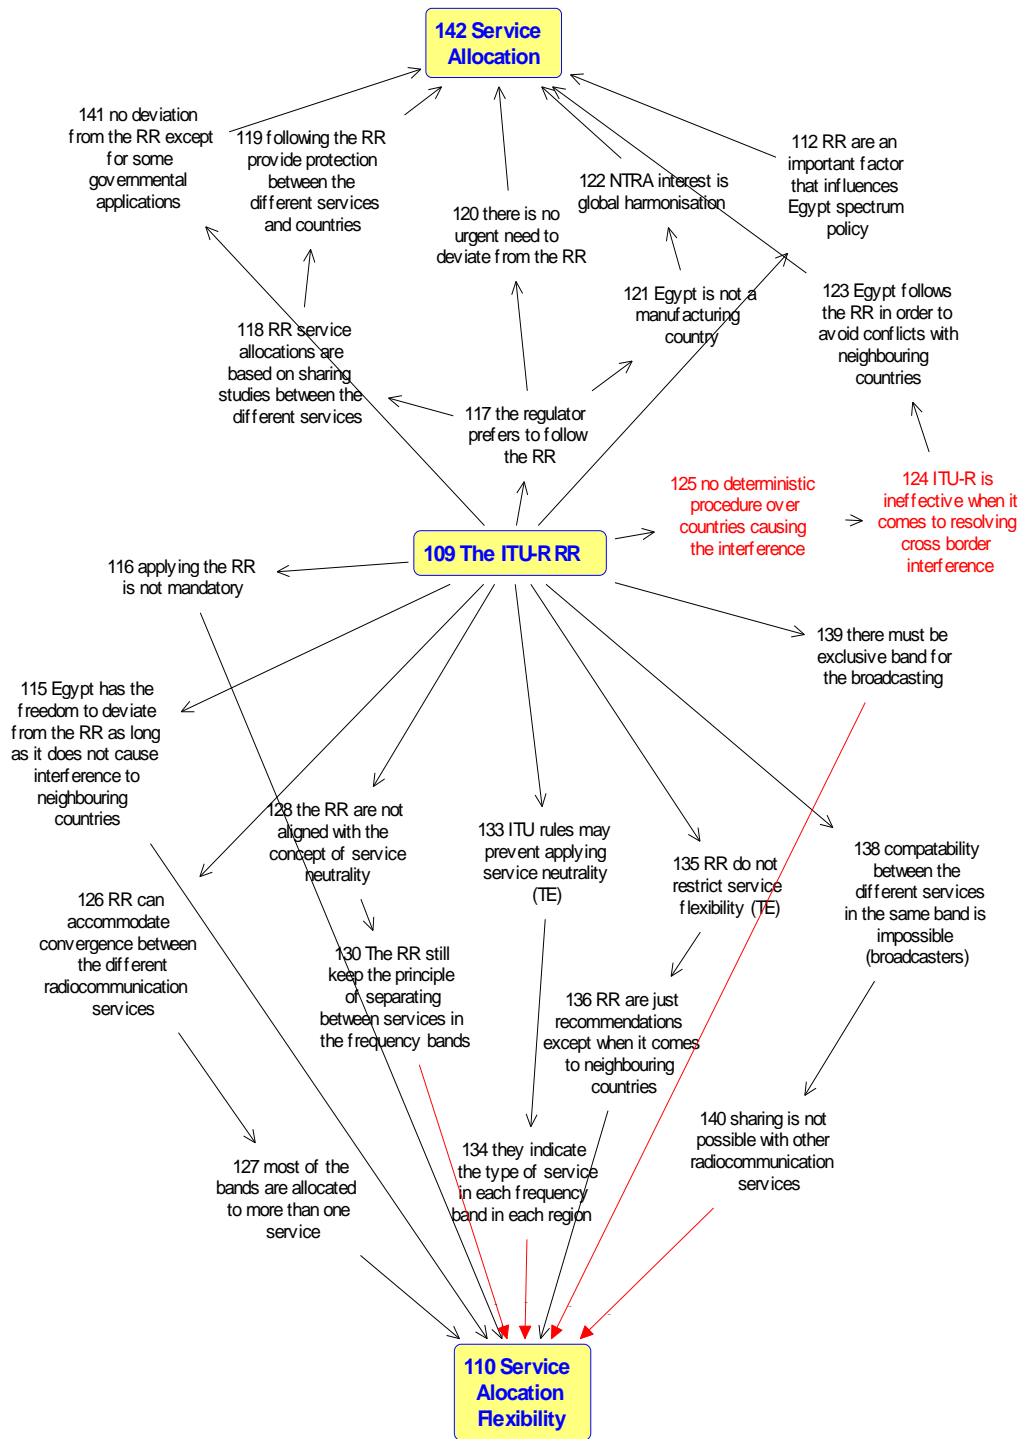 142 Service
Allocation
141 no deviation
from the RR except
for some
governmental
applications
119 following the RR
provide protection
between the
different services
and countries
120 there is no
urgent need to
deviate from the RR
122 NTRA interest is
global harmonisation
112 RR are an
important factor
that influences
Egypt spectrum
policy
118 RR service
allocations are
based on sharing
studies between the
different services
121 Egypt is not a
manufacturing
country
123 Egypt follows
the RR in order to
avoid conflicts with
neighbouring
countries
117 the regulator
prefers to follow
the RR
125 no deterministic
procedure over
countries causing
the interference
124 ITU-R is
ineffective when it
comes to resolving
cross border
interference
109 The ITU-R RR
116 applying the RR
is not mandatory
139 there must be
exclusive band for
the broadcasting
115 Egypt has the
freedom to deviate
from the RR as long
as it does not cause
interference to
neighbouring
countries
128 the RR are not
aligned with the
concept of service
neutrality
133 ITU rules may
prevent applying
service neutrality
(TE)
135 RR do not
restrict service
flexibility (TE)
138 compatability
between the
different services
in the same band is
impossible
(broadcasters)
126 RR can
accommodate
convergence between
the different
radiocommunication
services
130 The RR still
keep the principle
of separating
between services in
the frequency bands
136 RR are just
recommendations
except when it comes
to neighbouring
countries
127 most of the
bands are allocated
to more than one
service
134 they indicate
the type of service
in each frequency
band in each region
140 sharing is not
possible with other
radiocommunication
services
110 Service
Alocation
Flexibility